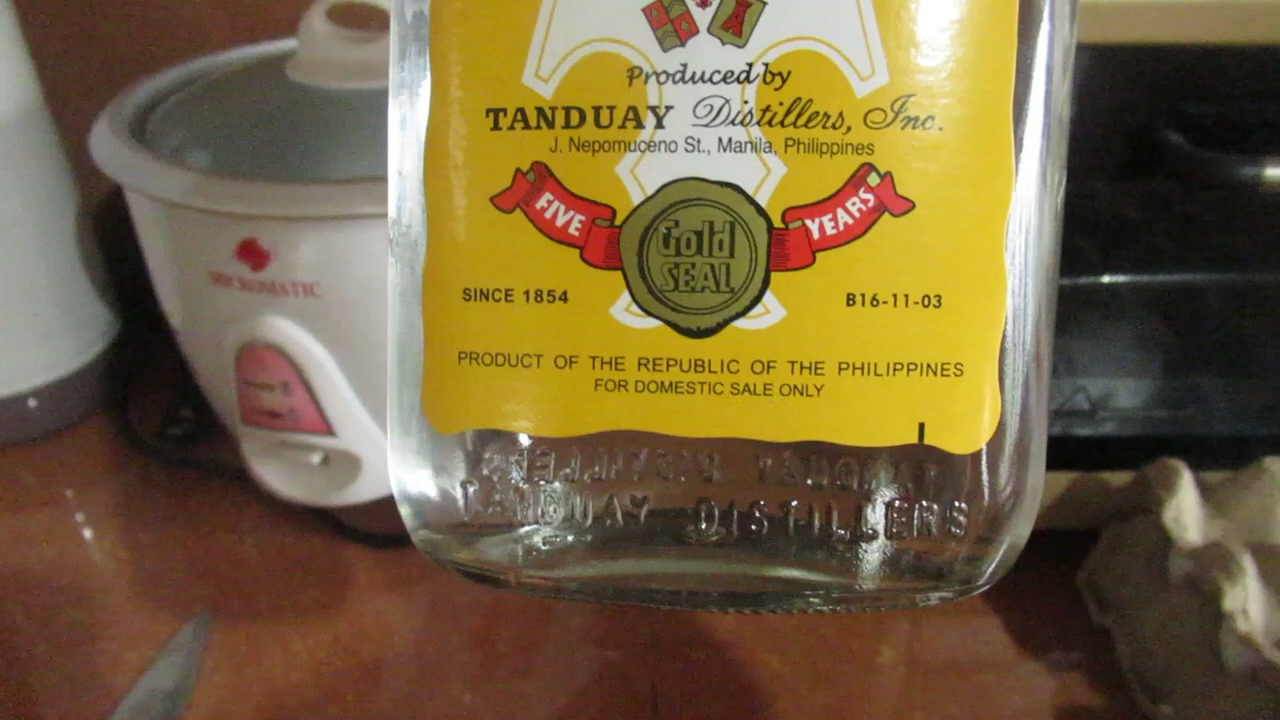 Produced by
TANDUAY Distillers, Inc.
J. Nepomuceno St., Manila, Philippines
FIVE
YEARS
Gold
SEAL
SINCE 1854
B16-11-03
PRODUCT OF THE REPUBLIC OF THE PHILIPPINES
FOR DOMESTIC SALE ONLY
TANDUAY DISTILLERS
MICROMATIC